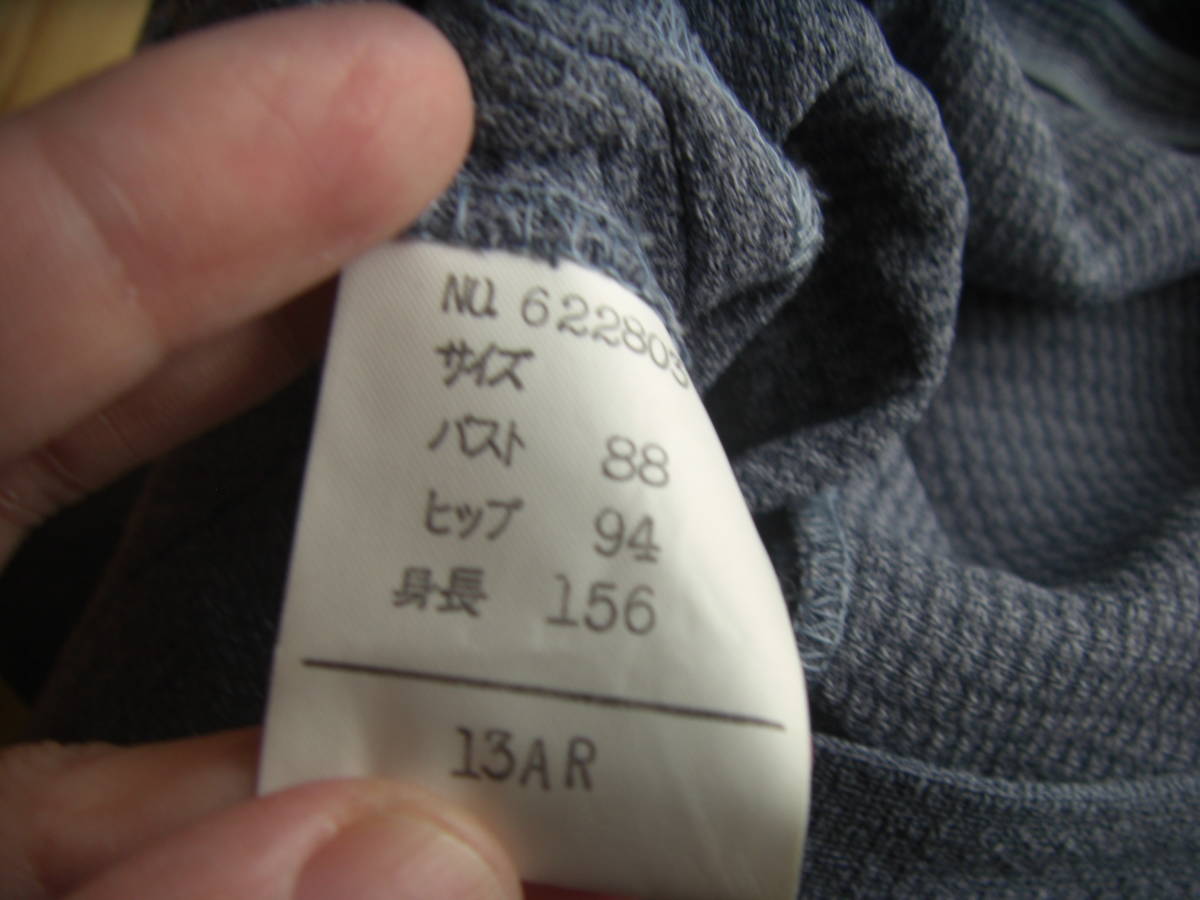 NO. 622803
サイズ
バスト 88
ヒップ 94
身長 156
13AR